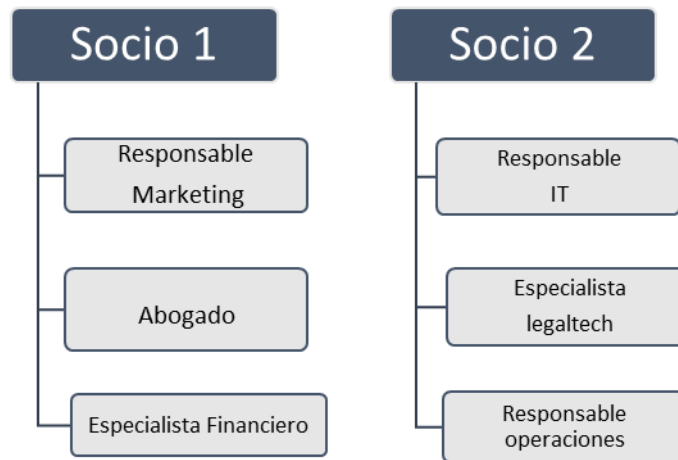 Socio 1
Responsable
Marketing
Abogado
Especialista Financiero
Socio 2
Responsable
IT
Especialista
legaltech
Responsable
operaciones